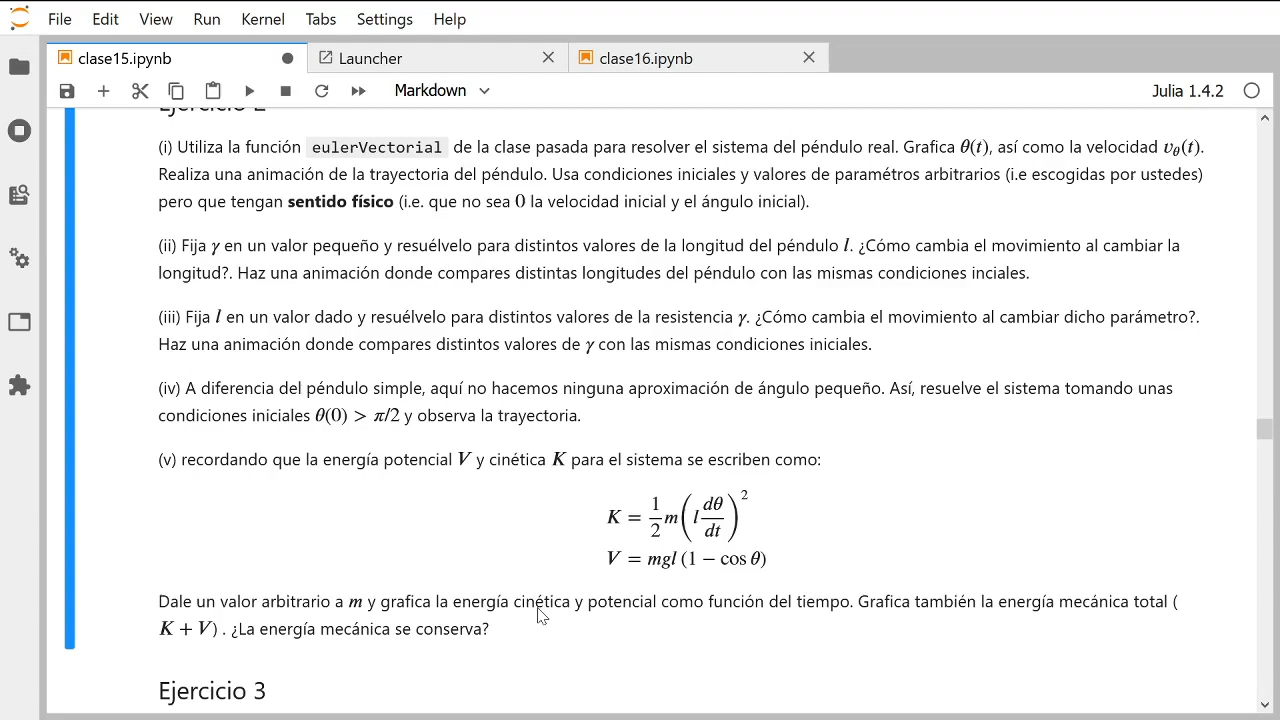 File Edit View Run Kernel Tabs Settings Help
clase15.ipynb Launcher clase16.ipynb
Markdown Julia 1.4.2
Ejercicio 2
(i) Utiliza la función eulerVectorial de la clase pasada para resolver el sistema del péndulo real. Grafica θ(t), así como la velocidad v_θ(t).
Realiza una animación de la trayectoria del péndulo. Usa condiciones iniciales y valores de paramétros arbitrarios (i.e escogidas por ustedes)
pero que tengan sentido físico (i.e. que no sea 0 la velocidad inicial y el ángulo inicial).
(ii) Fija γ en un valor pequeño y resuélvelo para distintos valores de la longitud del péndulo l. ¿Cómo cambia el movimiento al cambiar la
longitud?. Haz una animación donde compares distintas longitudes del péndulo con las mismas condiciones inciales.
(iii) Fija l en un valor dado y resuélvelo para distintos valores de la resistencia γ. ¿Cómo cambia el movimiento al cambiar dicho parámetro?.
Haz una animación donde compares distintos valores de γ con las mismas condiciones iniciales.
(iv) A diferencia del péndulo simple, aquí no hacemos ninguna aproximación de ángulo pequeño. Así, resuelve el sistema tomando unas
condiciones iniciales θ(0) > π/2 y observa la trayectoria.
(v) recordando que la energía potencial V y cinética K para el sistema se escriben como:
K = 1/2 m (l dθ/dt)^2
V = mgl (1 − cos θ)
Dale un valor arbitrario a m y grafica la energía cinética y potencial como función del tiempo. Grafica también la energía mecánica total (
K + V) . ¿La energía mecánica se conserva?
Ejercicio 3